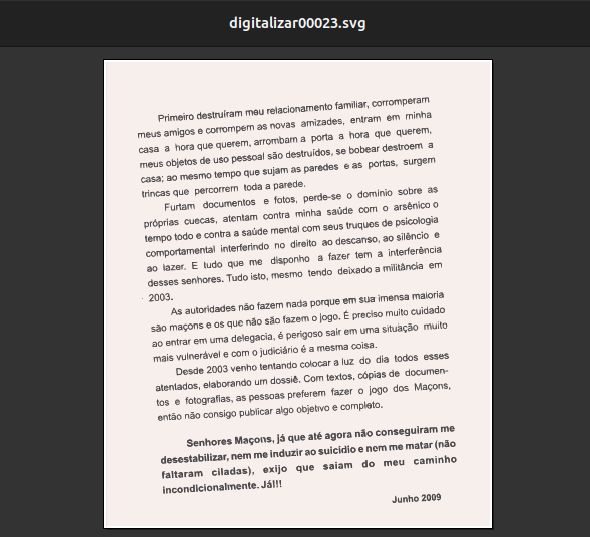 digitalizar00023.svg
Primeiro destruíram meu relacionamento familiar, corromperam
meus amigos e corrompem as novas amizades, entram em minha
casa a hora que querem, arrombam a porta a hora que querem,
meus objetos de uso pessoal são destruídos, se bobear destroem a
casa; ao mesmo tempo que sujam as paredes e as portas, surgem
trincas que percorrem toda a parede.
Furtam documentos e fotos, perde-se o domínio sobre as
próprias cuecas, atentam contra minha saúde com o arsênico o
tempo todo e contra a saúde mental com seus truques de psicologia
comportamental interferindo no direito ao descanso, ao silêncio e
ao lazer. E tudo que me disponho a fazer tem a interferência
desses senhores. Tudo isto, mesmo tendo deixado a militância em
2003.
As autoridades não fazem nada porque em sua imensa maioria
são maçons e os que não são fazem o jogo. É preciso muito cuidado
ao entrar em uma delegacia, é perigoso sair em uma situação muito
mais vulnerável e com o judiciário é a mesma coisa.
Desde 2003 venho tentando colocar a luz do dia todos esses
atentados, elaborando um dossiê. Com textos, cópias de documen-
tos e fotografias, as pessoas preferem fazer o jogo dos Maçons,
então não consigo publicar algo objetivo e completo.
Senhores Maçons, já que até agora não conseguiram me
desestabilizar, nem me induzir ao suicídio e nem me matar (não
faltaram ciladas), exijo que saiam do meu caminho
incondicionalmente. Já!!!
Junho 2009